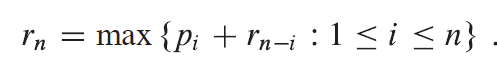 rₙ = max {pᵢ + rₙ₋ᵢ : 1 ≤ i ≤ n} .